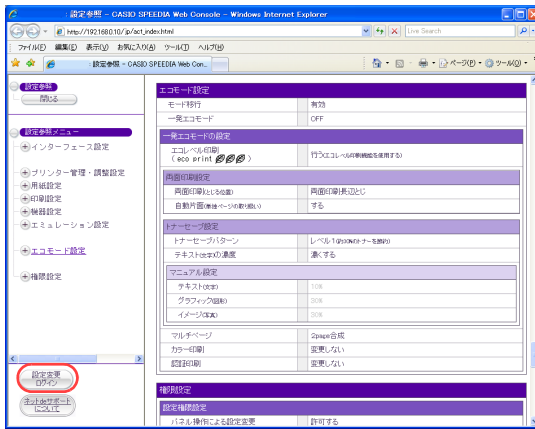 設定参照 - CASIO SPEEDIA Web Console - Windows Internet Explorer
http://192.168.0.10/jp/act_index.html
Live Search
ファイル(F) 編集(E) 表示(V) お気に入り(A) ツール(T) ヘルプ(H)
設定参照 - CASIO SPEEDIA Web Con...
ページ(P) ツール(O)
設定参照
閉じる
設定参照メニュー
インターフェース設定
プリンター管理・調整設定
用紙設定
印刷設定
機器設定
エミュレーション設定
エコモード設定
権限設定
設定変更
ログイン
ネットdeサポート
について
エコモード設定
モード移行 有効
一発エコモード OFF
一発エコモードの設定
エコレベル印刷
( eco print ) 行う(エコレベル印刷機能を使用する)
両面印刷設定
両面印刷(とじる位置) 両面印刷長辺とじ
自動片面(単独ページの取り扱い) する
トナーセーブ設定
トナーセーブパターン レベル1(約30%のトナーを節約)
テキスト(文字)の濃度 濃くする
マニュアル設定
テキスト(文字) 10%
グラフィック(図形) 30%
イメージ(写真) 30%
マルチページ 2page合成
カラー印刷 変更しない
認証印刷 変更しない
権限設定
設定権限設定
パネル操作による設定変更 許可する